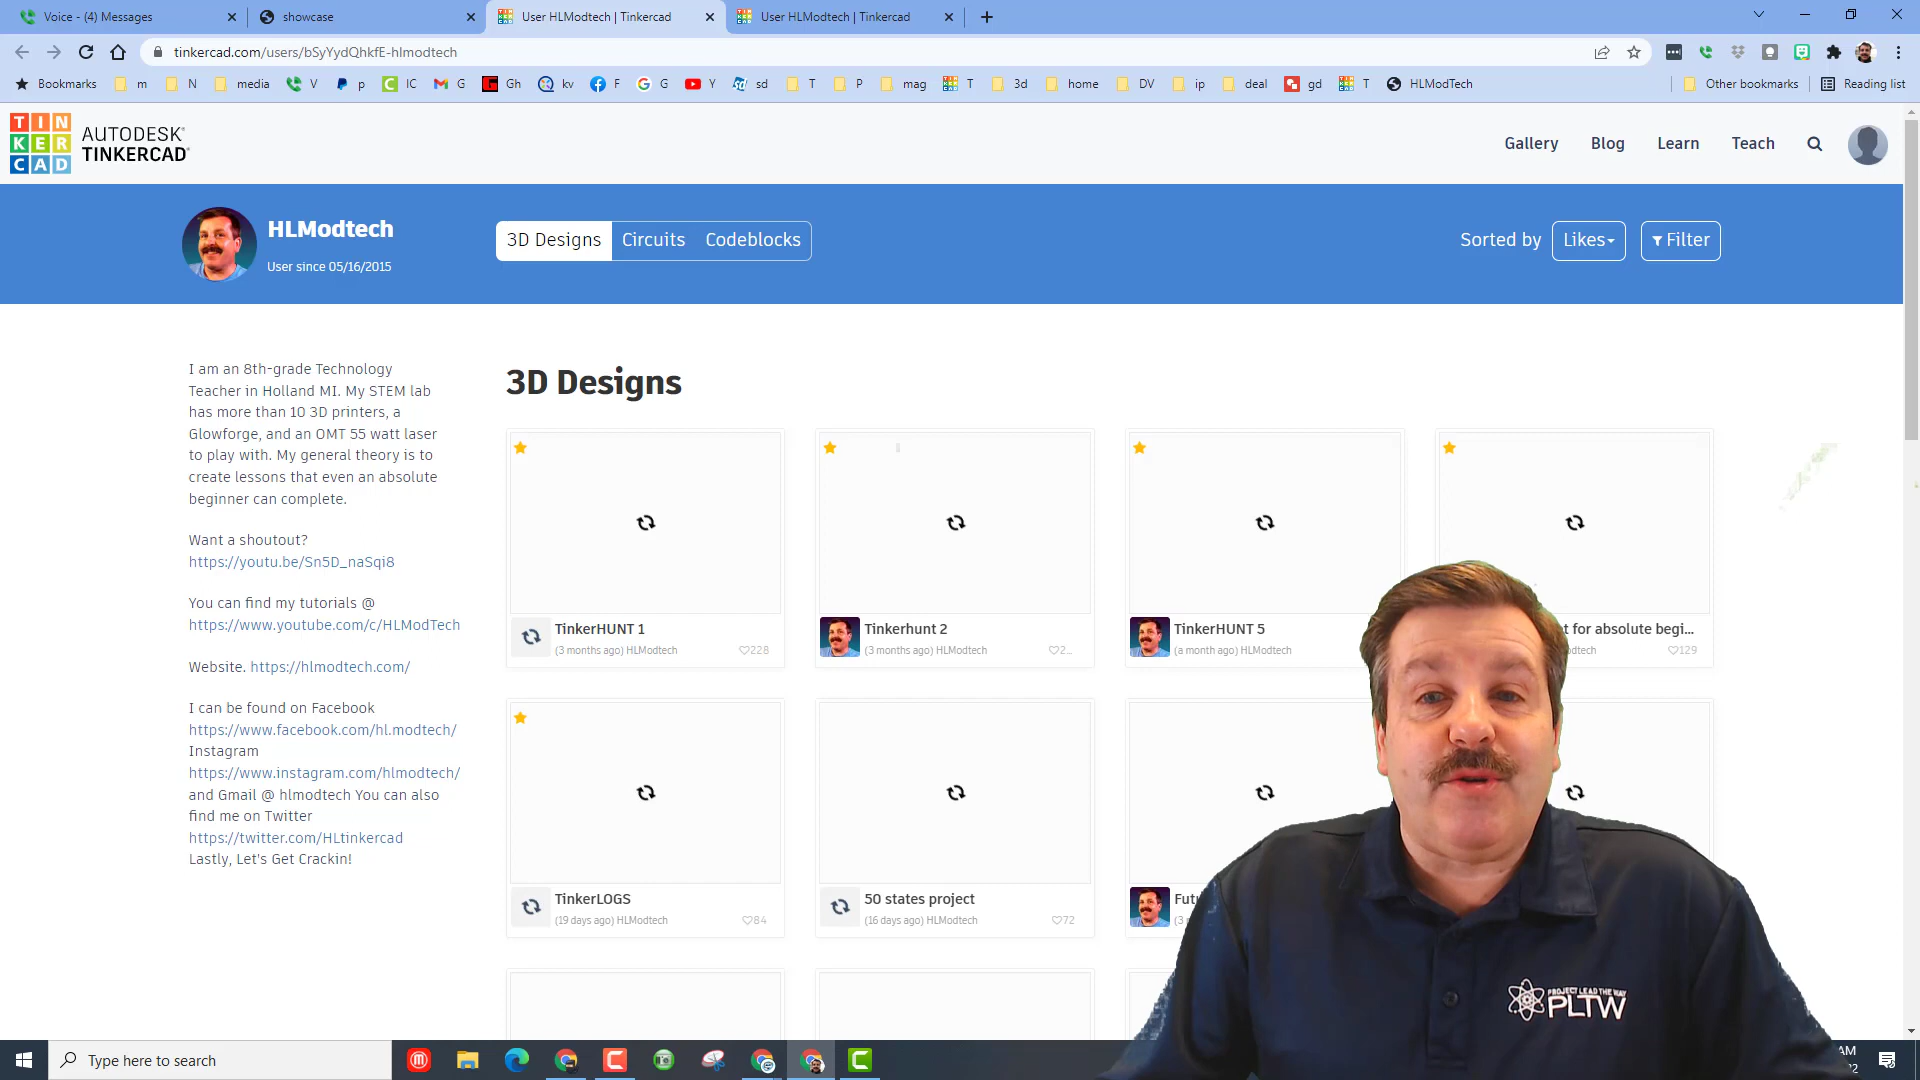 Voice - (4) Messages
showcase
User HLModtech | Tinkercad
User HLModtech | Tinkercad
tinkercad.com/users/bSyYydQhkfE-hlmodtech
Bookmarks m N media V p IC G Gh kv F G Y sd T P mag T 3d home DV ip deal gd T HLModTech Other bookmarks Reading list
TIN
KER
CAD
AUTODESK
TINKERCAD
Gallery Blog Learn Teach
HLModtech
User since 05/16/2015
3D Designs Circuits Codeblocks
Sorted by Likes Filter
I am an 8th-grade Technology
Teacher in Holland MI. My STEM lab
has more than 10 3D printers, a
Glowforge, and an OMT 55 watt laser
to play with. My general theory is to
create lessons that even an absolute
beginner can complete.
Want a shoutout?
https://youtu.be/Sn5D_naSqi8
You can find my tutorials @
https://www.youtube.com/c/HLModTech
Website. https://hlmodtech.com/
I can be found on Facebook
https://www.facebook.com/hl.modtech/
Instagram
https://www.instagram.com/hlmodtech/
and Gmail @ hlmodtech You can also
find me on Twitter
https://twitter.com/HLtinkercad
Lastly, Let's Get Crackin!
3D Designs
TinkerHUNT 1
(3 months ago) HLModtech 228
Tinkerhunt 2
(3 months ago) HLModtech 2...
TinkerHUNT 5
(a month ago) HLModtech
t for absolute begi...
129
TinkerLOGS
(19 days ago) HLModtech 84
50 states project
(16 days ago) HLModtech 72
PROJECT LEAD THE WAY
PLTW
Type here to search
AM